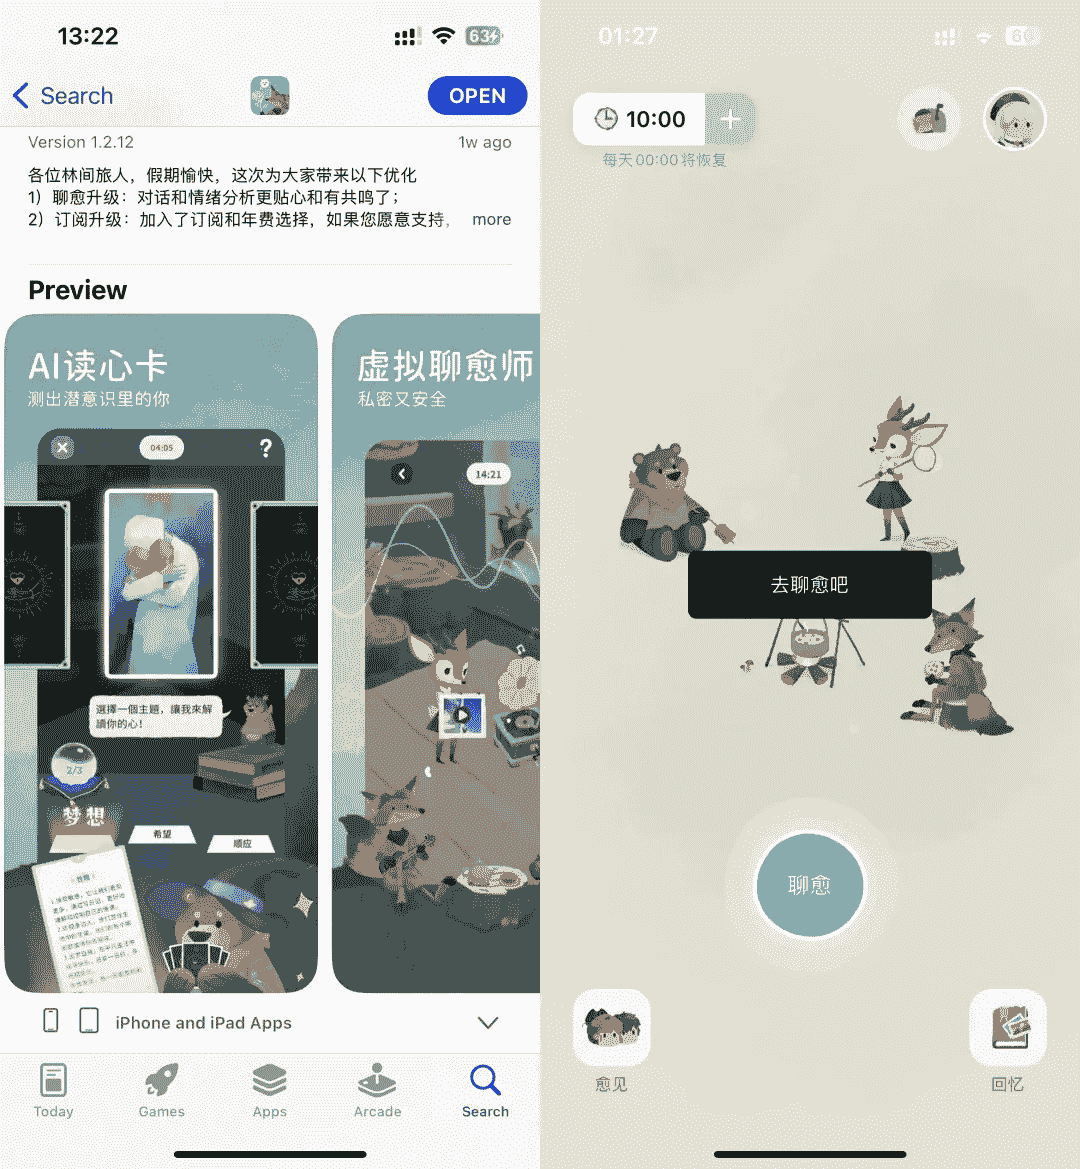 13:22
63
Search
OPEN
Version 1.2.12
1w ago
各位林间旅人，假期愉快，这次为大家带来以下优化
1）聊愈升级：对话和情绪分析更贴心和有共鸣了；
2）订阅升级：加入了订阅和年费选择，如果您愿意支持，
more
Preview
AI读心卡
测出潜意识里的你
04:05
?
選擇一個主題，讓我來解
讀你的心！
2/3
梦想
希望
顺应
虚拟聊愈师
私密又安全
14:21
iPhone and iPad Apps
Today
Games
Apps
Arcade
Search
01:27
10:00
+
每天00:00将恢复
去聊愈吧
聊愈
愈见
回忆